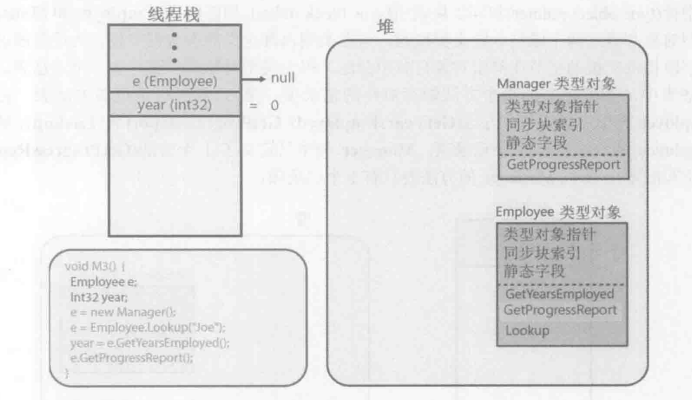 线程栈
堆
e (Employee)
null
year (int32)
= 0
Manager 类型对象
类型对象指针
同步块索引
静态字段
GetProgressReport
Employee 类型对象
类型对象指针
同步块索引
静态字段
GetYearsEmployed
GetProgressReport
Lookup
void M3() {
Employee e;
Int32 year;
e = new Manager();
e = Employee.Lookup("Joe");
year = e.GetYearsEmployed();
e.GetProgressReport();
}